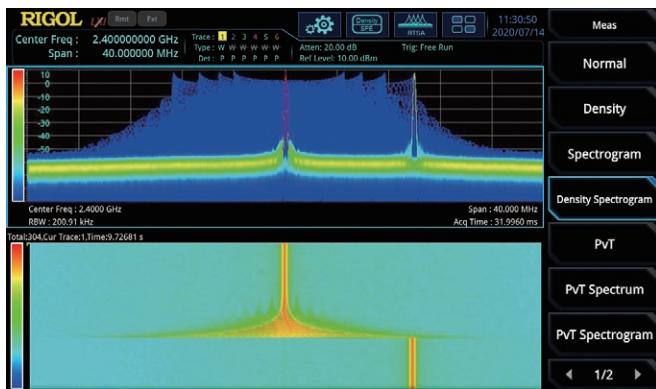 RIGOL LXI Rmt Ext
Center Freq : 2.400000000 GHz
Span : 40.000000 MHz
Trace : 1 2 3 4 5 6
Type : W W W W W W
Det : P P P P P P
Density
SPE
RTSA
11:30:50
2020/07/14
Atten: 20.00 dB Trig: Free Run
Ref Level: 10.00 dBm
10
0
-10
-20
-30
-40
-50
Center Freq : 2.4000 GHz Span : 40.000 MHz
RBW : 200.91 kHz Acq Time : 31.9960 ms
Total:304,Cur Trace:1,Time:9.72681 s
Meas
Normal
Density
Spectrogram
Density Spectrogram
PvT
PvT Spectrum
PvT Spectrogram
1/2